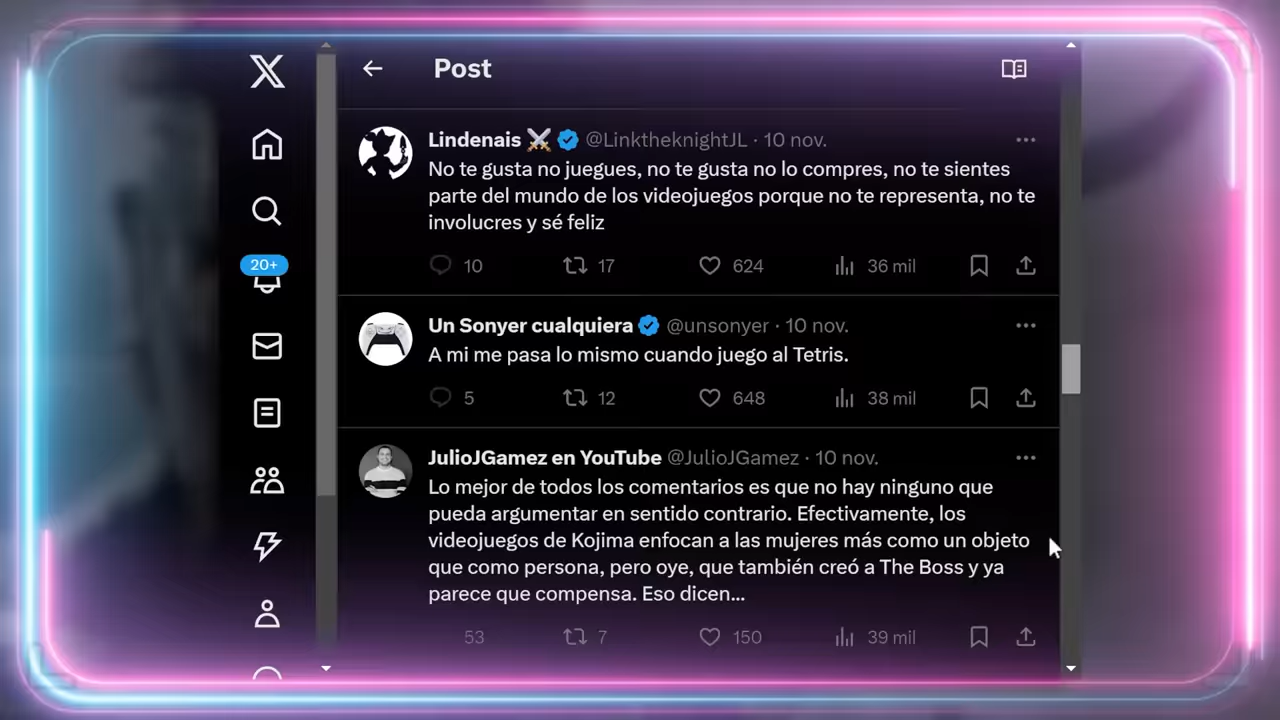 Post
Lindenais @LinktheknightJL · 10 nov.
No te gusta no juegues, no te gusta no lo compres, no te sientes
parte del mundo de los videojuegos porque no te representa, no te
involucres y sé feliz
10 17 624 36 mil
20+
Un Sonyer cualquiera @unsonyer · 10 nov.
A mi me pasa lo mismo cuando juego al Tetris.
5 12 648 38 mil
JulioJGamez en YouTube @JulioJGamez · 10 nov.
Lo mejor de todos los comentarios es que no hay ninguno que
pueda argumentar en sentido contrario. Efectivamente, los
videojuegos de Kojima enfocan a las mujeres más como un objeto
que como persona, pero oye, que también creó a The Boss y ya
parece que compensa. Eso dicen...
53 7 150 39 mil